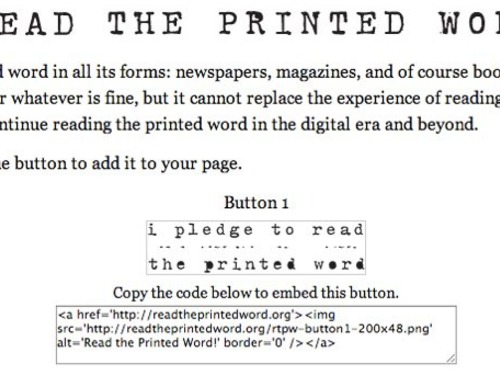 EAD THE PRINTED WO
word in all its forms: newspapers, magazines, and of course boo
r whatever is fine, but it cannot replace the experience of reading
ntinue reading the printed word in the digital era and beyond.
e button to add it to your page.
Button 1
i pledge to read
the printed word
Copy the code below to embed this button.
<a href='http://readtheprintedword.org'><img
src='http://readtheprintedword.org/rtpw-button1-200x48.png'
alt='Read the Printed Word!' border='0' /></a>